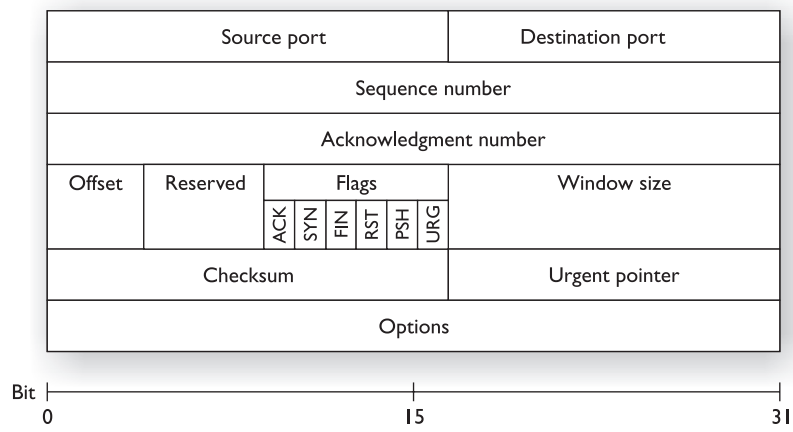 Source port
Destination port
Sequence number
Acknowledgment number
Offset
Reserved
Flags
Window size
ACK
SYN
FIN
RST
PSH
URG
Checksum
Urgent pointer
Options
Bit
0
15
31